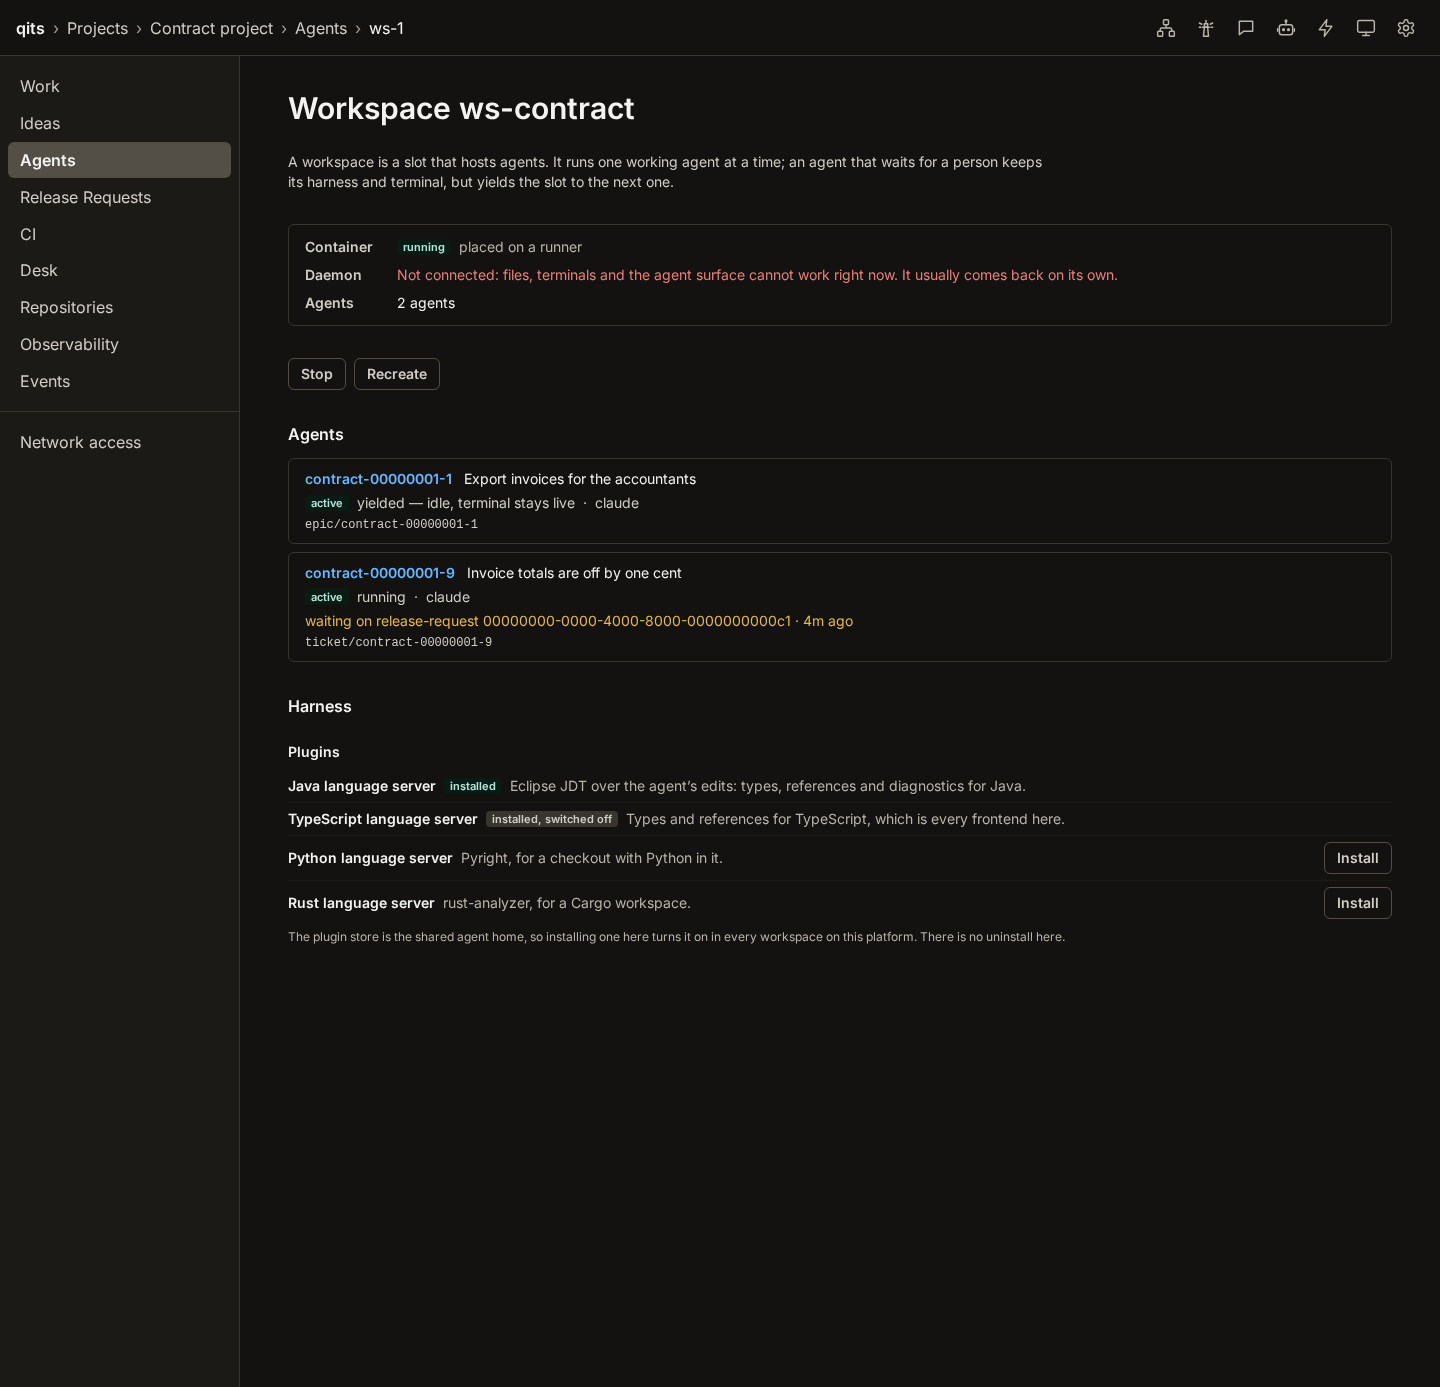 qits › Projects › Contract project › Agents › ws-1
Work
Ideas
Agents
Release Requests
CI
Desk
Repositories
Observability
Events
Network access
Workspace ws-contract
A workspace is a slot that hosts agents. It runs one working agent at a time; an agent that waits for a person keeps
its harness and terminal, but yields the slot to the next one.
Container running placed on a runner
Daemon Not connected: files, terminals and the agent surface cannot work right now. It usually comes back on its own.
Agents 2 agents
Stop Recreate
Agents
contract-00000001-1 Export invoices for the accountants
active yielded — idle, terminal stays live · claude
epic/contract-00000001-1
contract-00000001-9 Invoice totals are off by one cent
active running · claude
waiting on release-request 00000000-0000-4000-8000-0000000000c1 · 4m ago
ticket/contract-00000001-9
Harness
Plugins
Java language server installed Eclipse JDT over the agent’s edits: types, references and diagnostics for Java.
TypeScript language server installed, switched off Types and references for TypeScript, which is every frontend here.
Python language server Pyright, for a checkout with Python in it. Install
Rust language server rust-analyzer, for a Cargo workspace. Install
The plugin store is the shared agent home, so installing one here turns it on in every workspace on this platform. There is no uninstall here.